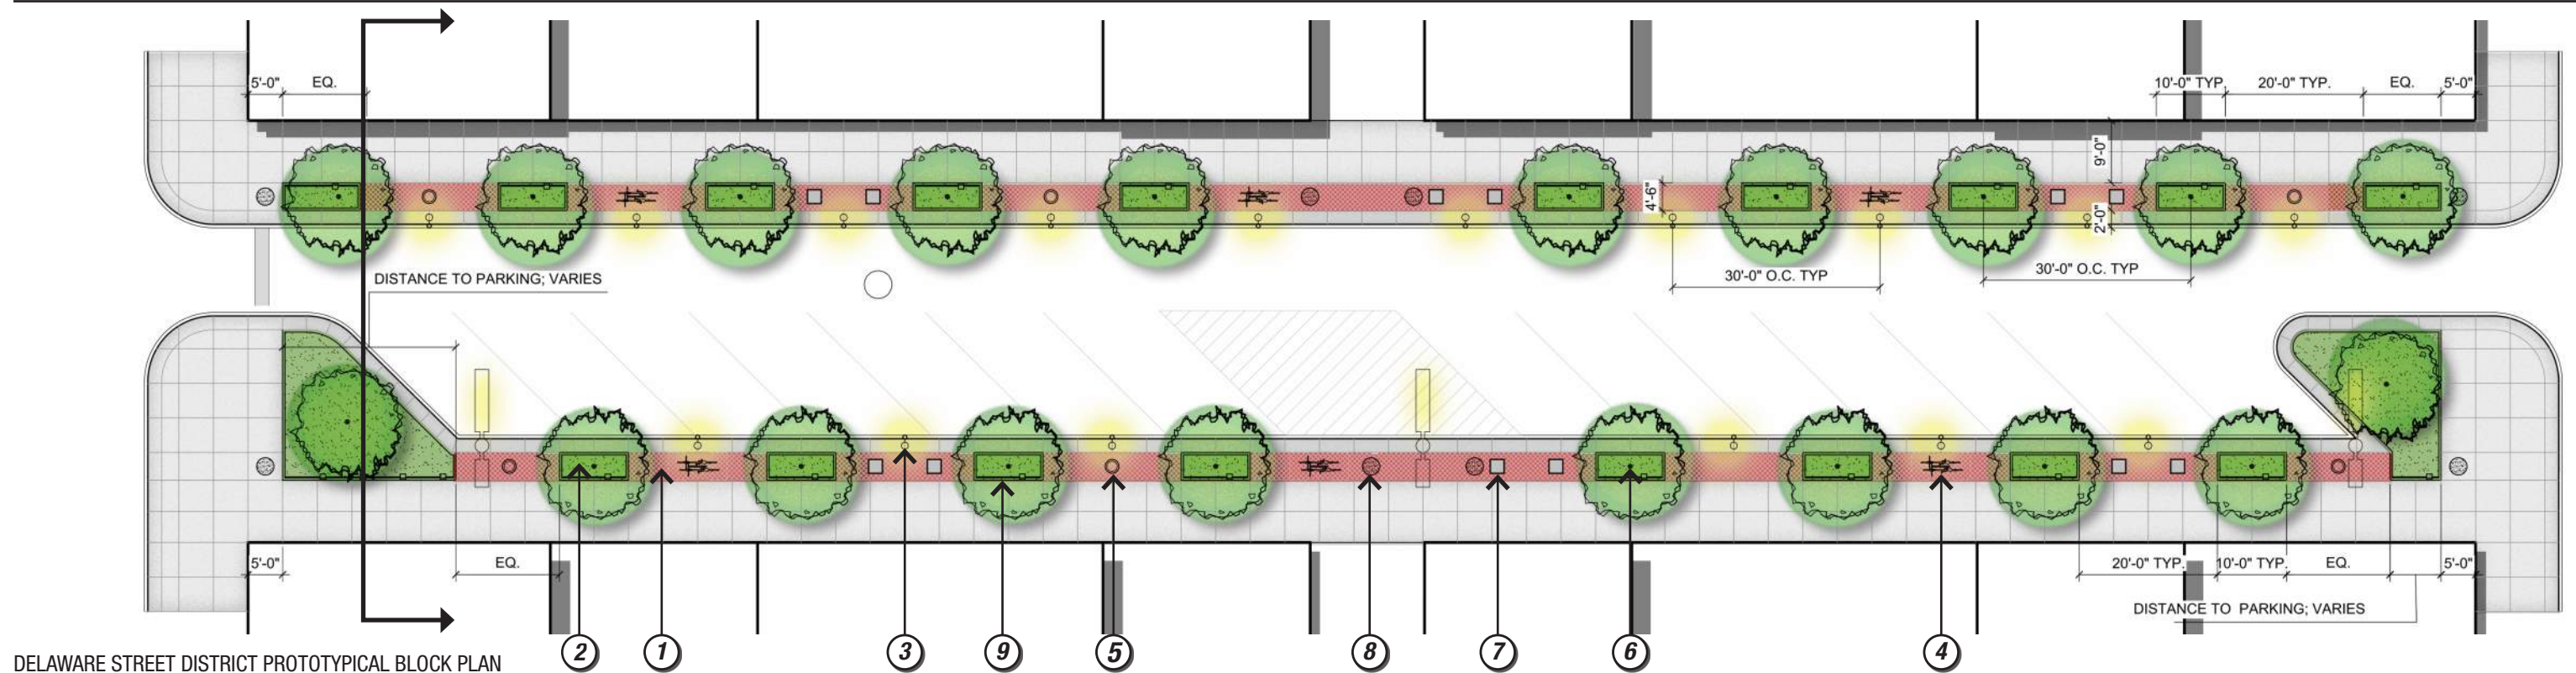 5'-0" EQ. 10'-0" TYP. 20'-0" TYP. EQ. 5'-0"
9'-0"
4'-6"
2'-0"
DISTANCE TO PARKING; VARIES
30'-0" O.C. TYP 30'-0" O.C. TYP
5'-0" EQ. 20'-0" TYP. 10'-0" TYP. EQ. 5'-0"
DISTANCE TO PARKING; VARIES
2 1 3 9 5 8 7 6 4
DELAWARE STREET DISTRICT PROTOTYPICAL BLOCK PLAN